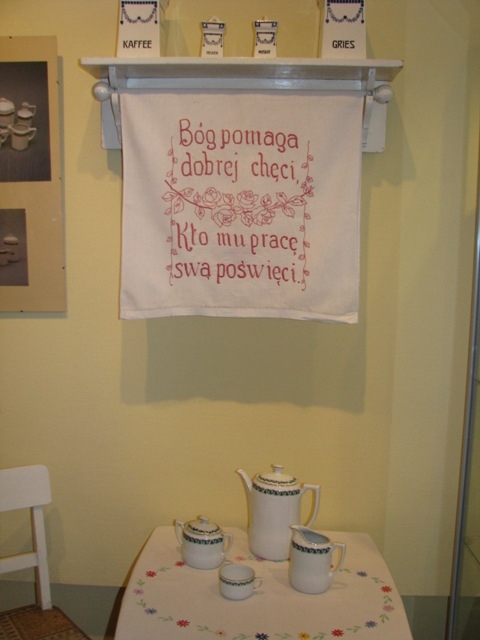 KAFFEE
GRIES
Bóg pomaga
dobrej chęci,
Kto mu pracę
swą poświęci.